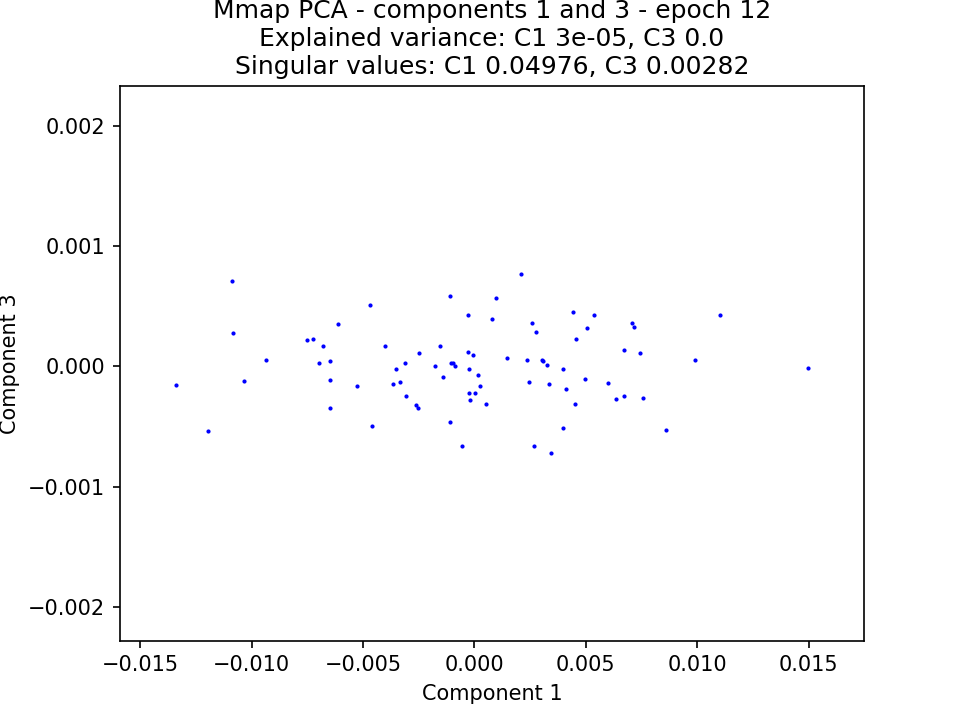 Mmap PCA - components 1 and 3 - epoch 12
Explained variance: C1 3e-05, C3 0.0
Singular values: C1 0.04976, C3 0.00282
0.002
0.001
0.000
−0.001
−0.002
Component 3
−0.015 −0.010 −0.005 0.000 0.005 0.010 0.015
Component 1